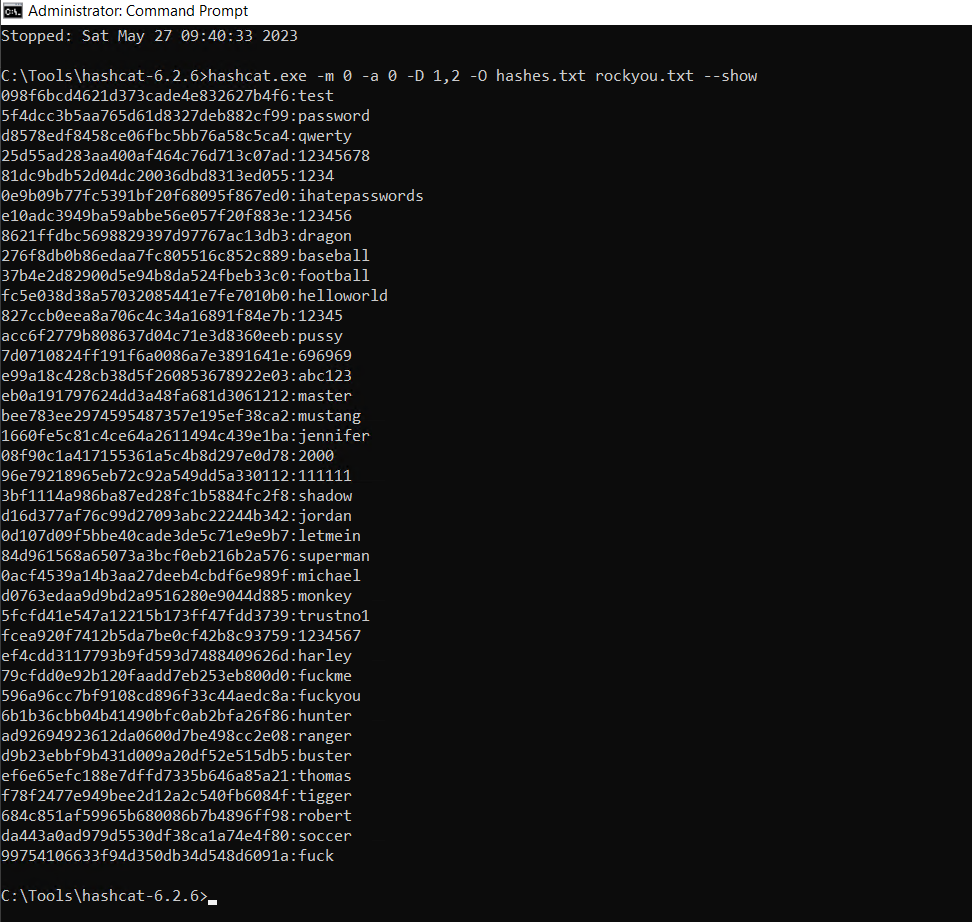 Administrator: Command Prompt
Stopped: Sat May 27 09:40:33 2023
C:\Tools\hashcat-6.2.6>hashcat.exe -m 0 -a 0 -D 1,2 -O hashes.txt rockyou.txt --show
098f6bcd4621d373cade4e832627b4f6:test
5f4dcc3b5aa765d61d8327deb882cf99:password
d8578edf8458ce06fbc5bb76a58c5ca4:qwerty
25d55ad283aa400af464c76d713c07ad:12345678
81dc9bdb52d04dc20036dbd8313ed055:1234
0e9b09b77fc5391bf20f68095f867ed0:ihatepasswords
e10adc3949ba59abbe56e057f20f883e:123456
8621ffdbc5698829397d97767ac13db3:dragon
276f8db0b86edaa7fc805516c852c889:baseball
37b4e2d82900d5e94b8da524fbeb33c0:football
fc5e038d38a57032085441e7fe7010b0:helloworld
827ccb0eea8a706c4c34a16891f84e7b:12345
acc6f2779b808637d04c71e3d8360eeb:pussy
7d0710824ff191f6a0086a7e3891641e:696969
e99a18c428cb38d5f260853678922e03:abc123
eb0a191797624dd3a48fa681d3061212:master
bee783ee2974595487357e195ef38ca2:mustang
1660fe5c81c4ce64a2611494c439e1ba:jennifer
08f90c1a417155361a5c4b8d297e0d78:2000
96e79218965eb72c92a549dd5a330112:111111
3bf1114a986ba87ed28fc1b5884fc2f8:shadow
d16d377af76c99d27093abc22244b342:jordan
0d107d09f5bbe40cade3de5c71e9e9b7:letmein
84d961568a65073a3bcf0eb216b2a576:superman
0acf4539a14b3aa27deeb4cbdf6e989f:michael
d0763edaa9d9bd2a9516280e9044d885:monkey
5fcfd41e547a12215b173ff47fdd3739:trustno1
fcea920f7412b5da7be0cf42b8c93759:1234567
ef4cdd3117793b9fd593d7488409626d:harley
79cfdd0e92b120faadd7eb253eb800d0:fuckme
596a96cc7bf9108cd896f33c44aedc8a:fuckyou
6b1b36cbb04b41490bfc0ab2bfa26f86:hunter
ad92694923612da0600d7be498cc2e08:ranger
d9b23ebbf9b431d009a20df52e515db5:buster
ef6e65efc188e7dffd7335b646a85a21:thomas
f78f2477e949bee2d12a2c540fb6084f:tigger
684c851af59965b680086b7b4896ff98:robert
da443a0ad979d5530df38ca1a74e4f80:soccer
99754106633f94d350db34d548d6091a:fuck
C:\Tools\hashcat-6.2.6>